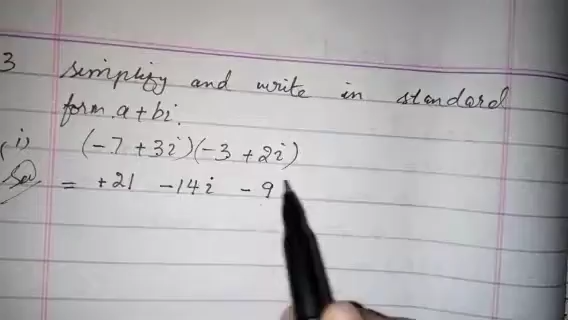 3 simplify and write in standard
form a+bi.
(i) (-7 + 3i)(-3 + 2i)
Sol = +21 -14i - 9